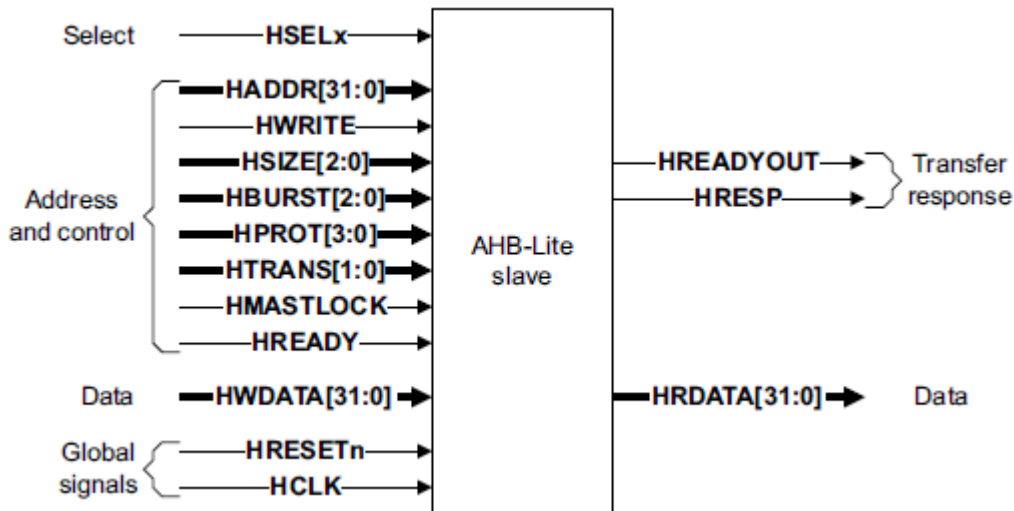 Select
HSELx
HADDR[31:0]
HWRITE
HSIZE[2:0]
HBURST[2:0]
HPROT[3:0]
HTRANS[1:0]
HMASTLOCK
HREADY
Address
and control
Data
HWDATA[31:0]
Global
signals
HRESETn
HCLK
AHB-Lite
slave
HREADYOUT
HRESP
Transfer
response
HRDATA[31:0]
Data